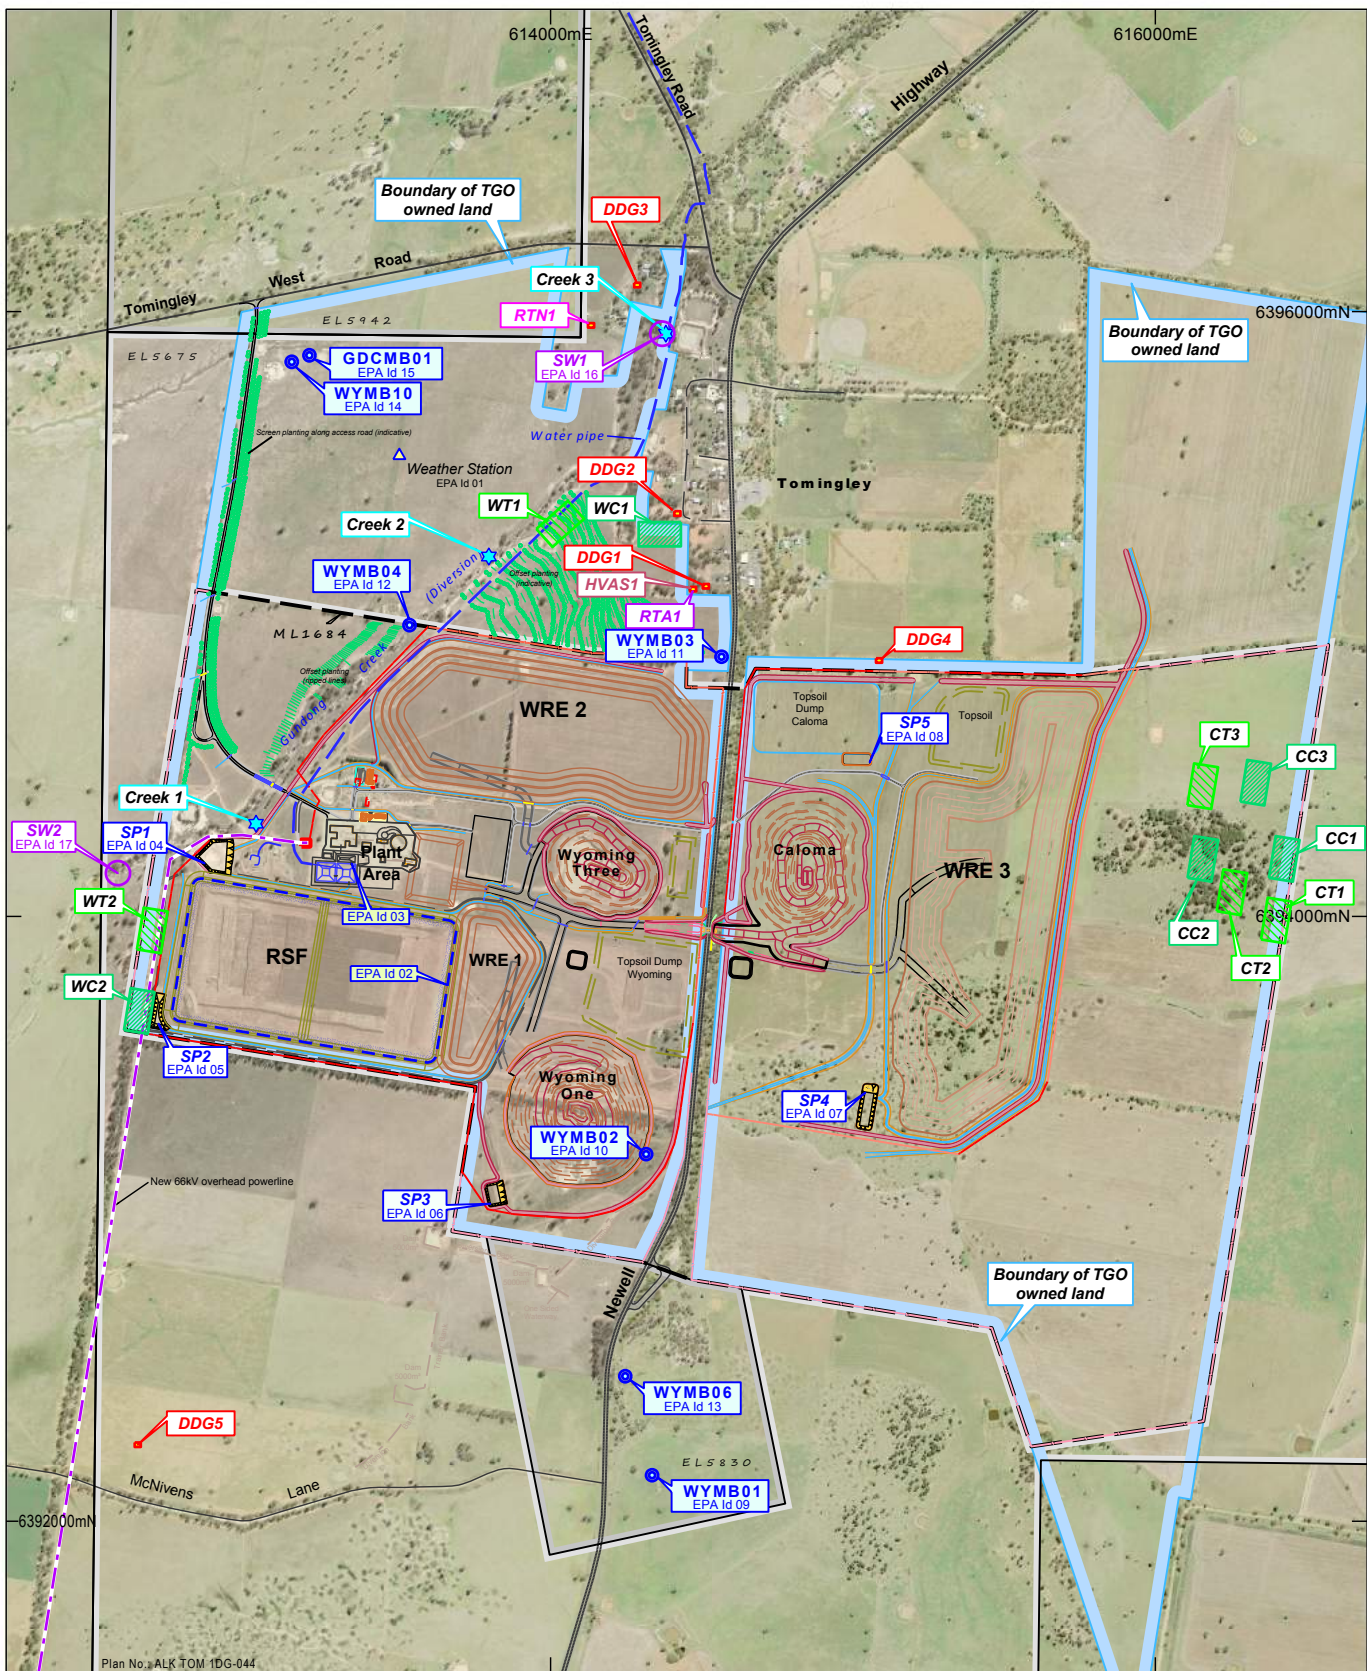 614000mE
616000mE
Tomingley Road
Highway
Boundary of TGO
owned land
DDG3
Creek 3
West
Road
Tomingley
6396000mN
RTN1
EL5942
Boundary of TGO
owned land
EL5675
GDCMB01
EPA Id 15
SW1
EPA Id 16
WYMB10
EPA Id 14
Screen planting along access road (indicative)
Water pipe
Weather Station
EPA Id 01
DDG2
Tomingley
WT1
WC1
Creek 2
DDG1
WYMB04
EPA Id 12
(Diversion)
Offset planting
(indicative)
HVAS1
RTA1
ML1684
WYMB03
EPA Id 11
DDG4
Creek
Offset planting
(ripped lines)
Gundong
WRE 2
Topsoil
Dump
Caloma
SP5
EPA Id 08
Topsoil
CT3
CC3
Creek 1
SW2
EPA Id 17
SP1
EPA Id 04
Plant
Area
Wyoming
Three
Caloma
WRE 3
CC1
WT2
EPA Id 03
CT1
6394000mN
CC2
CT2
RSF
WRE 1
EPA Id 02
Topsoil Dump
Wyoming
WC2
SP2
EPA Id 05
Wyoming
One
SP4
EPA Id 07
WYMB02
EPA Id 10
New 66kV overhead powerline
SP3
EPA Id 06
Newell
Boundary of TGO
owned land
WYMB06
EPA Id 13
DDG5
McNivens
Lane
EL5830
WYMB01
EPA Id 09
6392000mN
Plan No.: ALK TOM 1DG-044